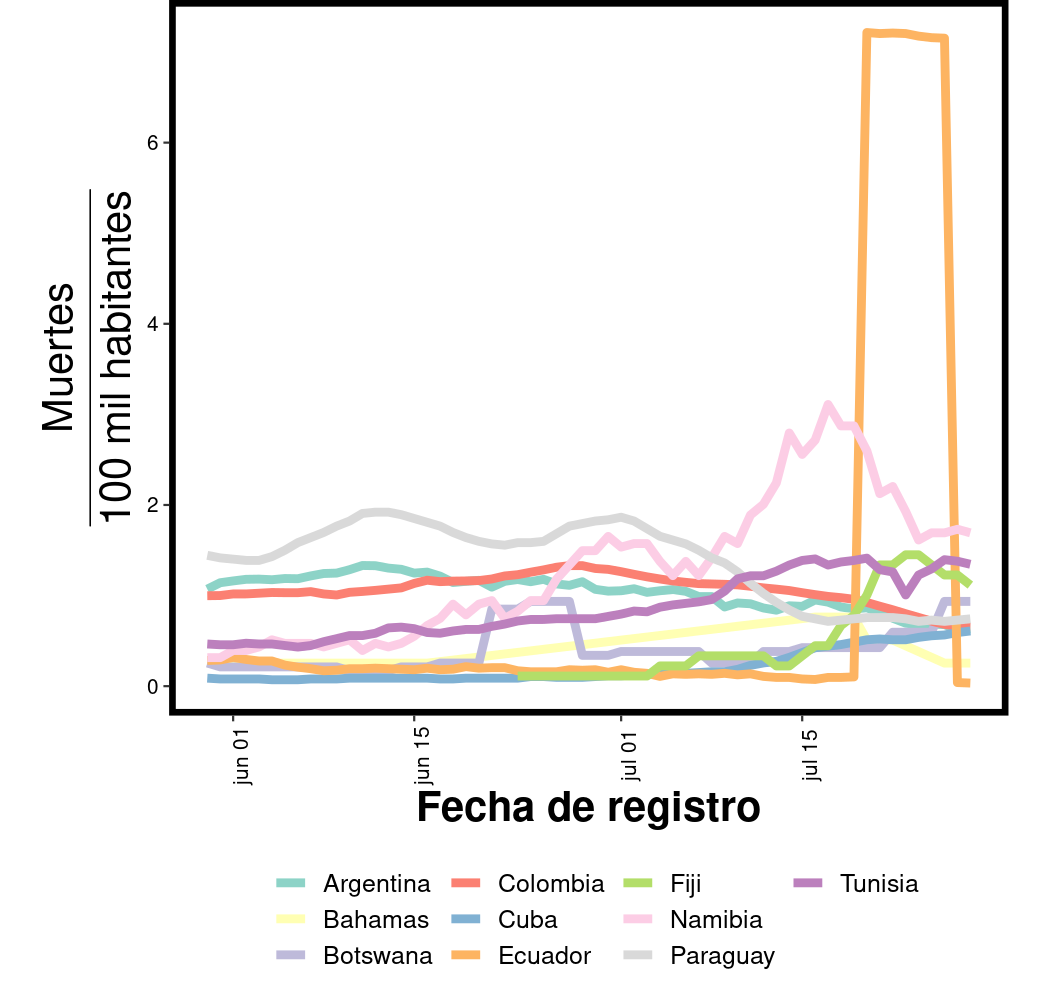 Muertes
100 mil habitantes
6
4
2
0
jun 01
jun 15
jul 01
jul 15
Fecha de registro
Argentina
Colombia
Fiji
Tunisia
Bahamas
Cuba
Namibia
Botswana
Ecuador
Paraguay